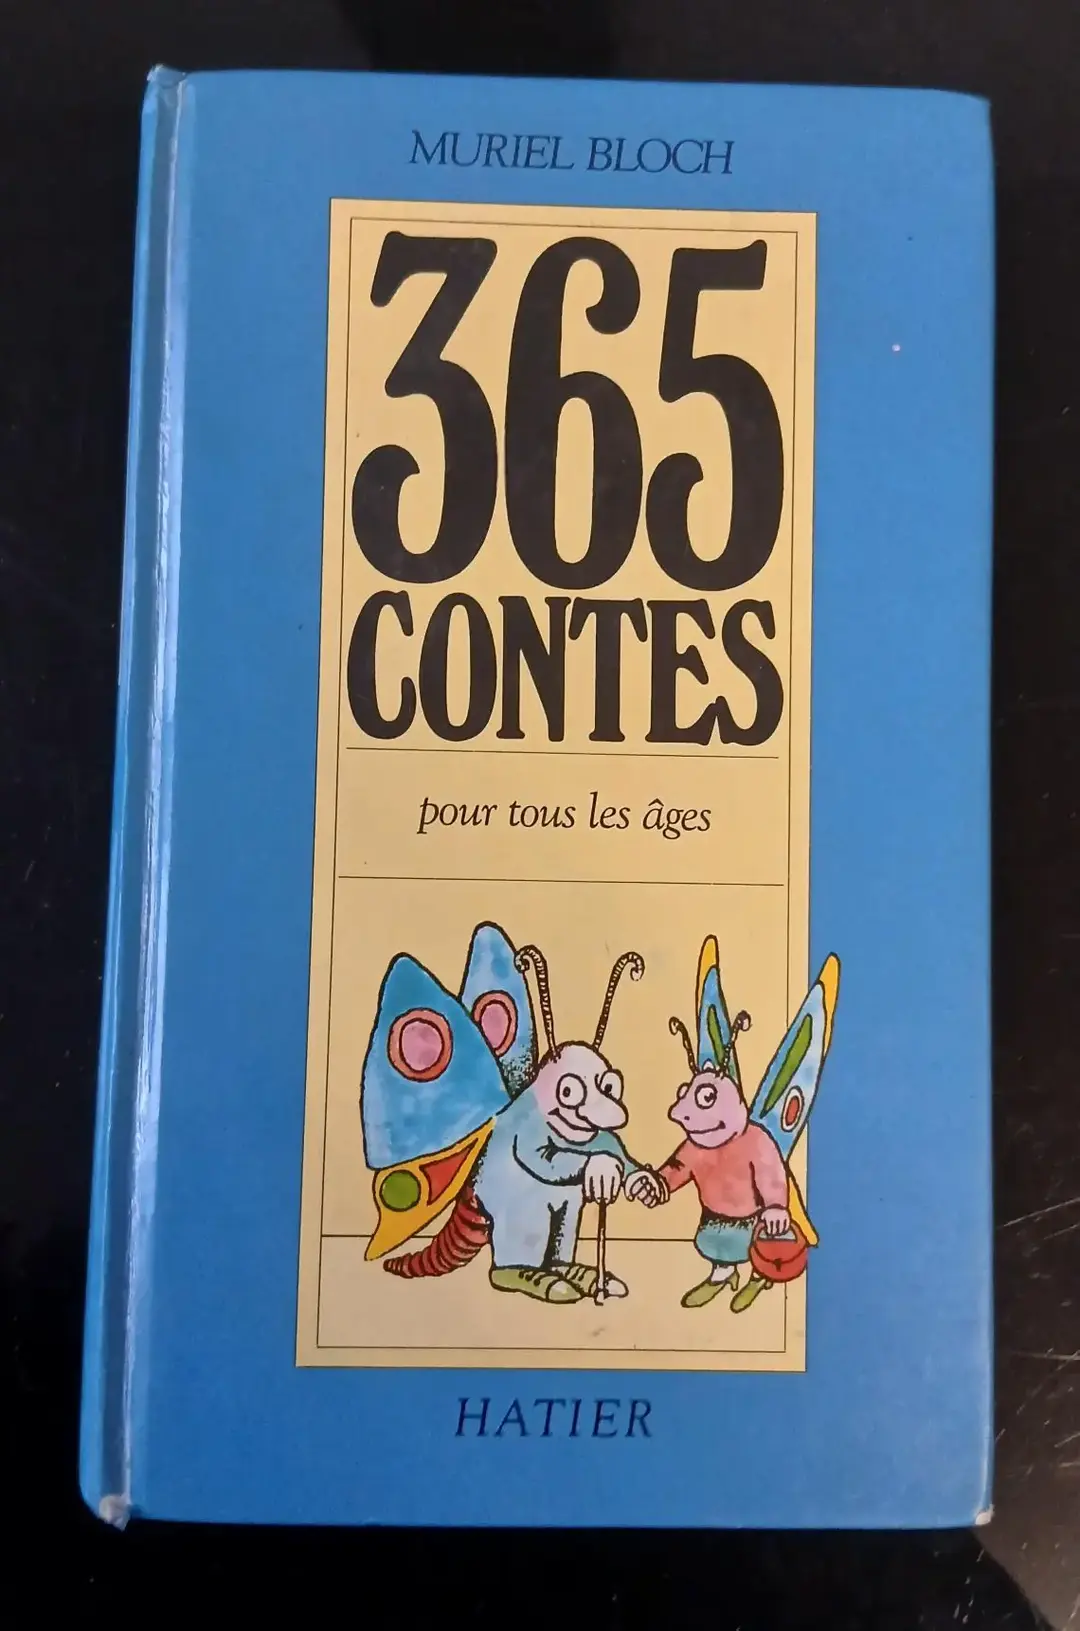 MURIEL BLOCH
365
CONTES
pour tous les âges
HATIER